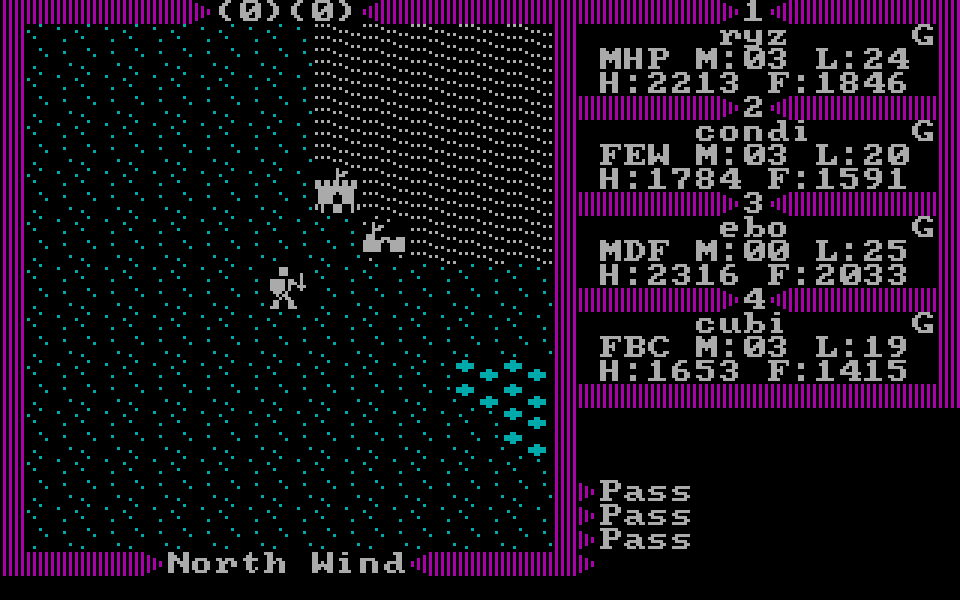 (0)(0)
North Wind
1
ryz G
MHP M:03 L:24
H:2213 F:1846
2
condi G
FEW M:03 L:20
H:1784 F:1591
3
ebo G
MDF M:00 L:25
H:2316 F:2033
4
cubi G
FBC M:03 L:19
H:1653 F:1415
Pass
Pass
Pass